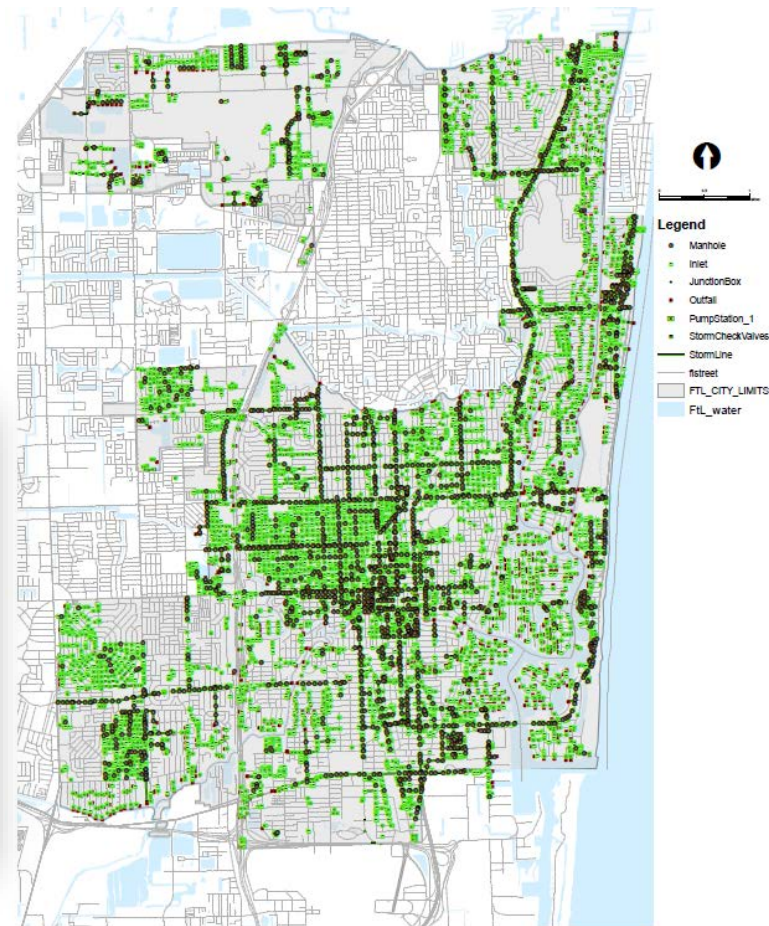 Legend
Manhole
Inlet
JunctionBox
Outfall
PumpStation_1
StormCheckValves
StormLine
flstreet
FTL_CITY_LIMITS
FtL_water